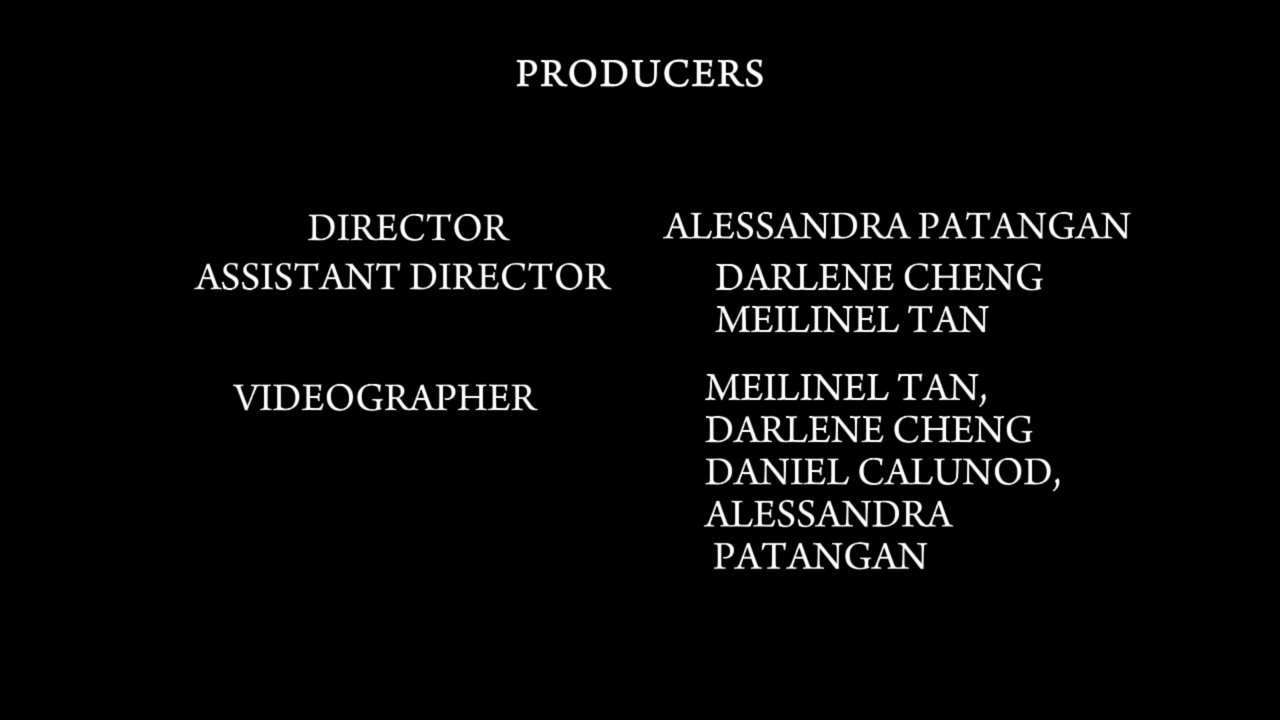 PRODUCERS
DIRECTOR ALESSANDRA PATANGAN
ASSISTANT DIRECTOR DARLENE CHENG
MEILINEL TAN
VIDEOGRAPHER MEILINEL TAN,
DARLENE CHENG
DANIEL CALUNOD,
ALESSANDRA
PATANGAN